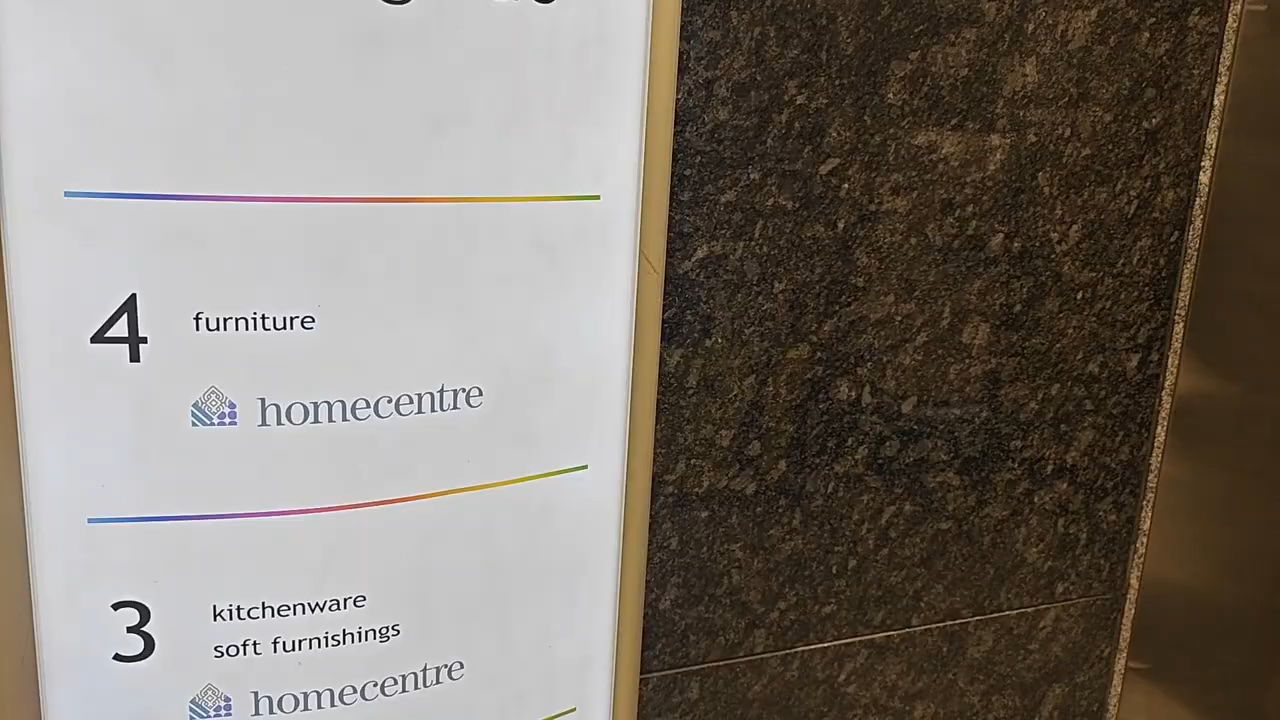 4 furniture
homecentre
3 kitchenware
soft furnishings
homecentre